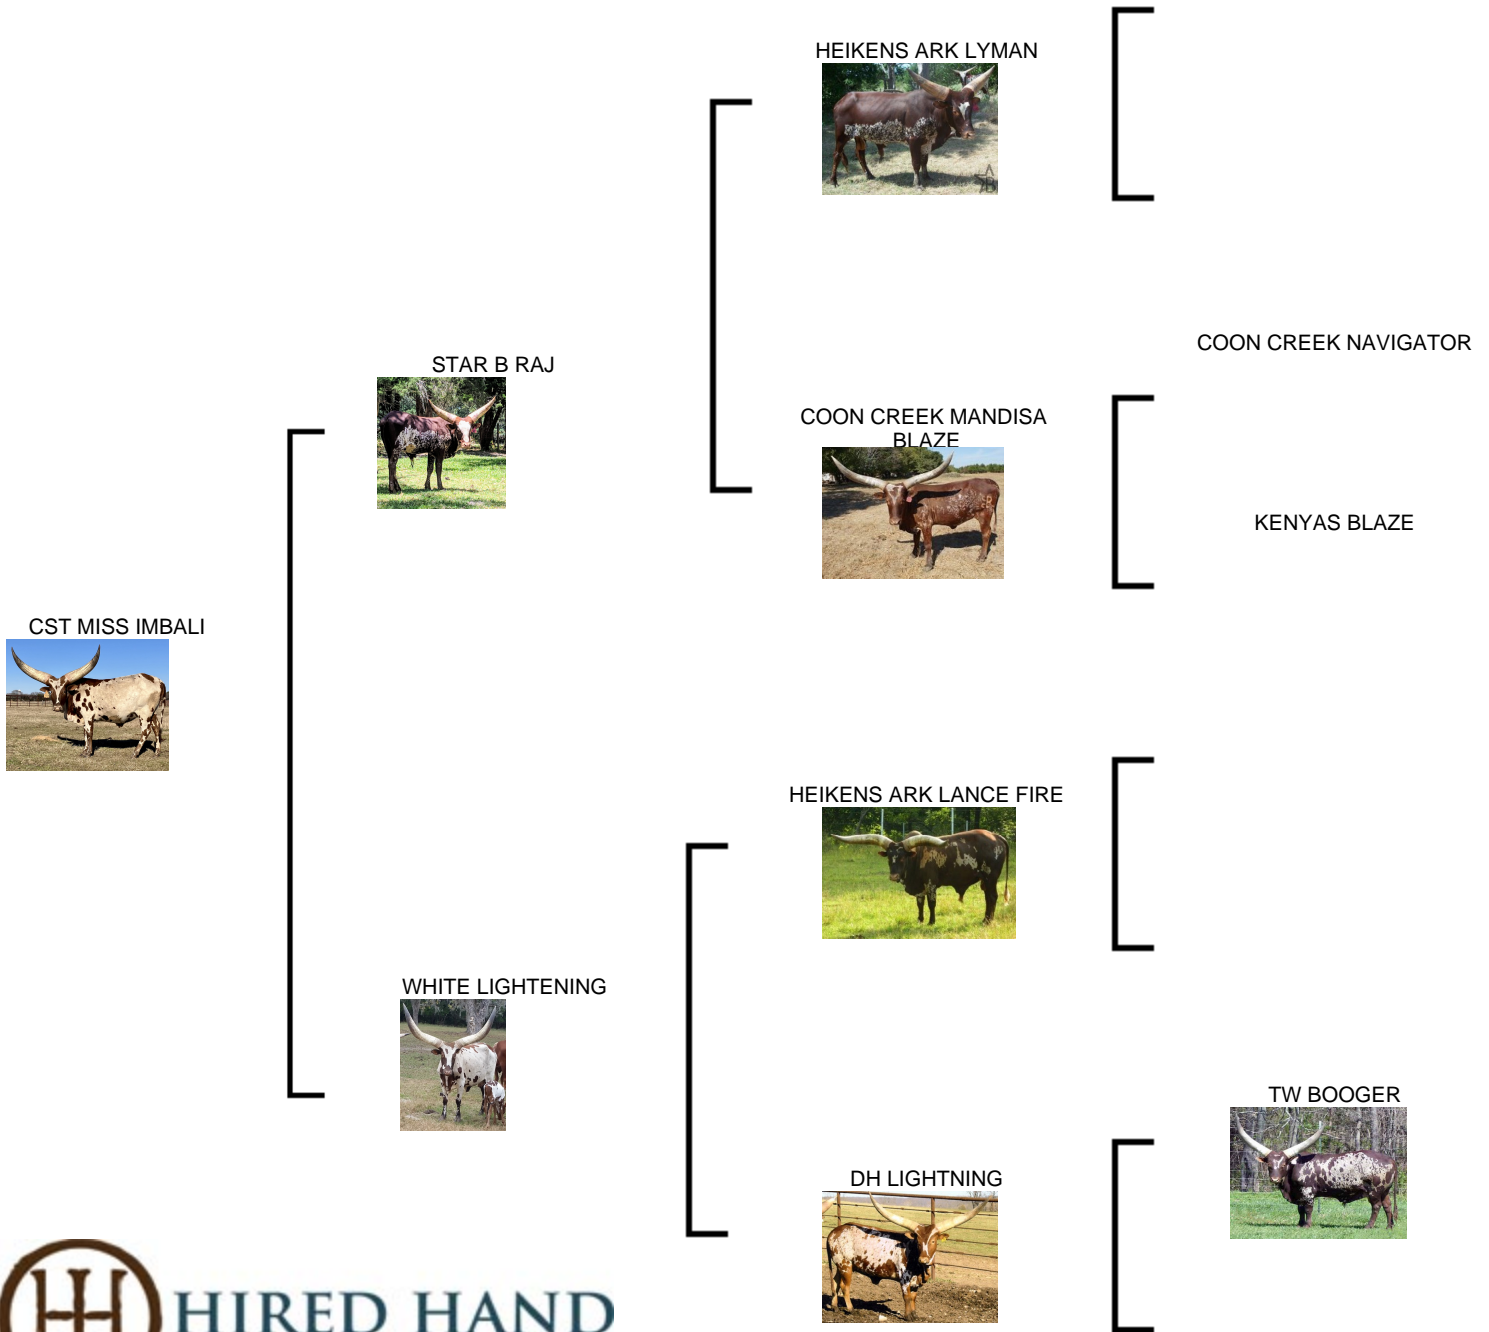 HEIKENS ARK LYMAN
COON CREEK NAVIGATOR
STAR B RAJ
COON CREEK MANDISA
BLAZE
KENYAS BLAZE
CST MISS IMBALI
HEIKENS ARK LANCE FIRE
WHITE LIGHTENING
TW BOOGER
DH LIGHTNING
HIRED HAND